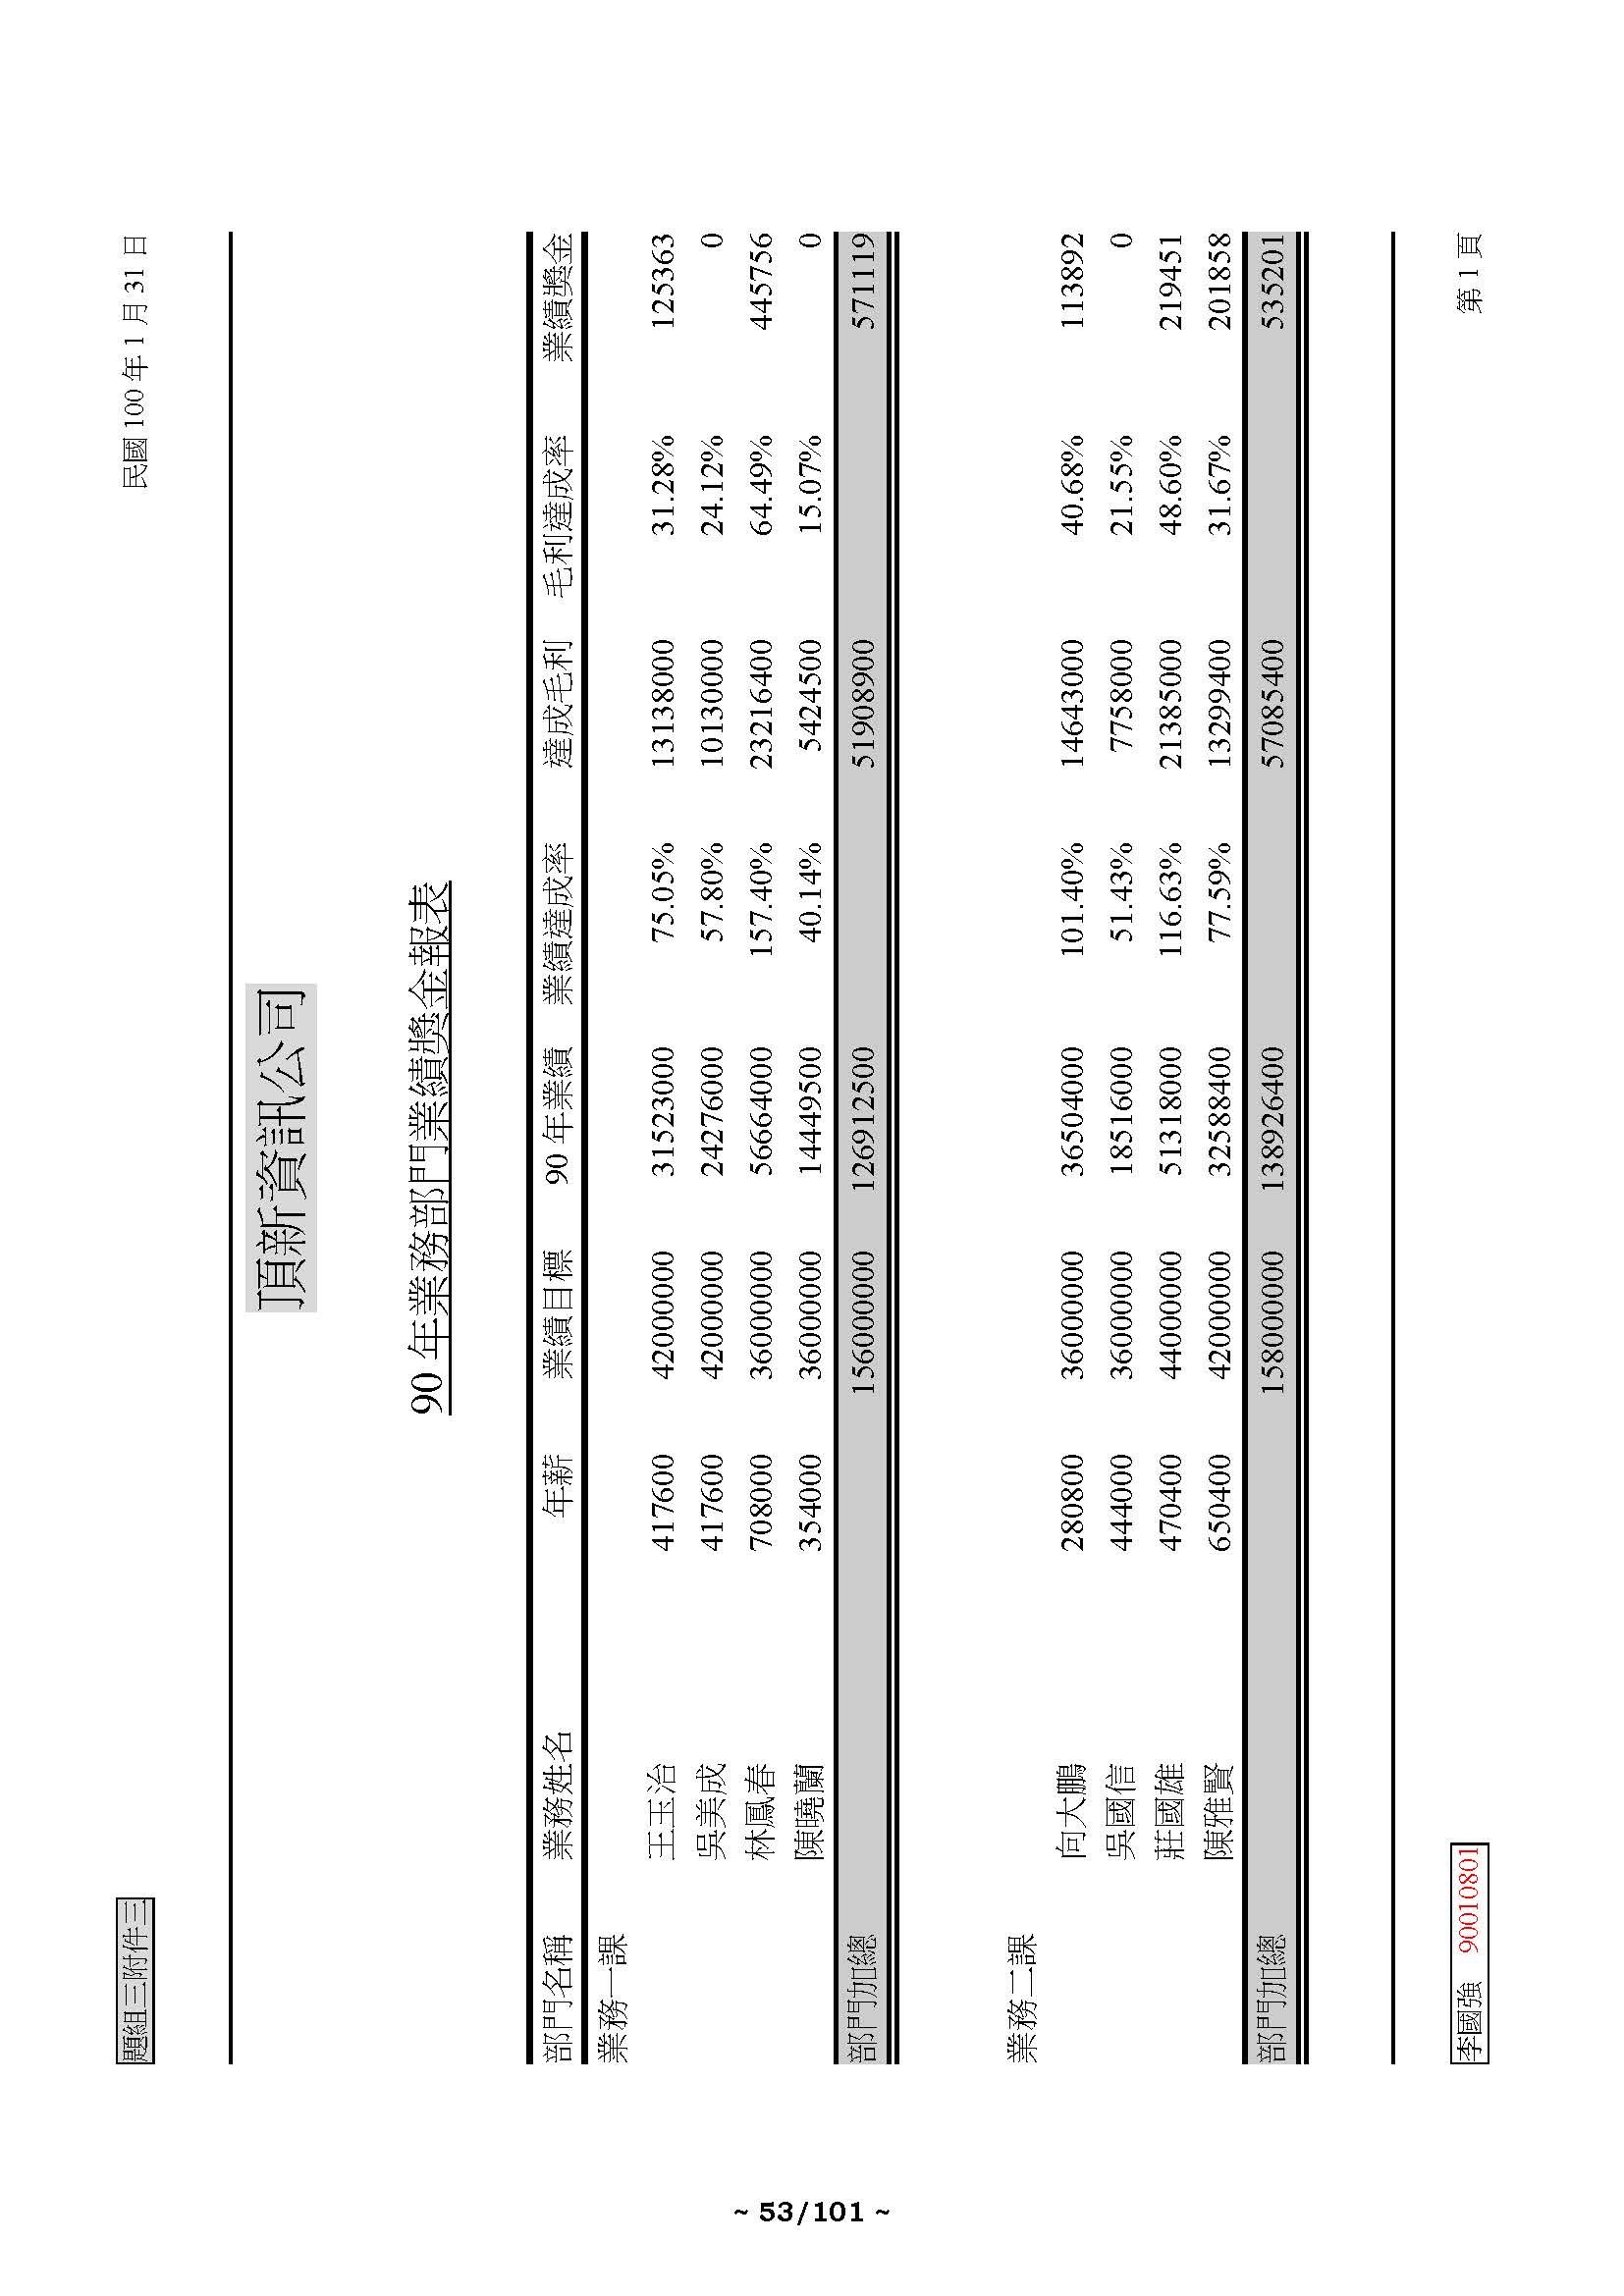 題組三附件三 民國 100 年 1 月 31 日
頂新資訊公司
90 年業務部門業績獎金報表
部門名稱 業務姓名 年薪 業績目標 90 年業績 業績達成率 達成毛利 毛利達成率 業績獎金
業務一課
王玉治 417600 42000000 31523000 75.05% 13138000 31.28% 125363
吳美成 417600 42000000 24276000 57.80% 10130000 24.12% 0
林鳳春 708000 36000000 56664000 157.40% 23216400 64.49% 445756
陳曉蘭 354000 36000000 14449500 40.14% 5424500 15.07% 0
部門加總 156000000 126912500 51908900 571119
業務二課
向大鵬 280800 36000000 36504000 101.40% 14643000 40.68% 113892
吳國信 444000 36000000 18516000 51.43% 7758000 21.55% 0
莊國雄 470400 44000000 51318000 116.63% 21385000 48.60% 219451
陳雅賢 650400 42000000 32588400 77.59% 13299400 31.67% 201858
部門加總 158000000 138926400 57085400 535201
李國強 90010801 第 1 頁
~ 53/101 ~